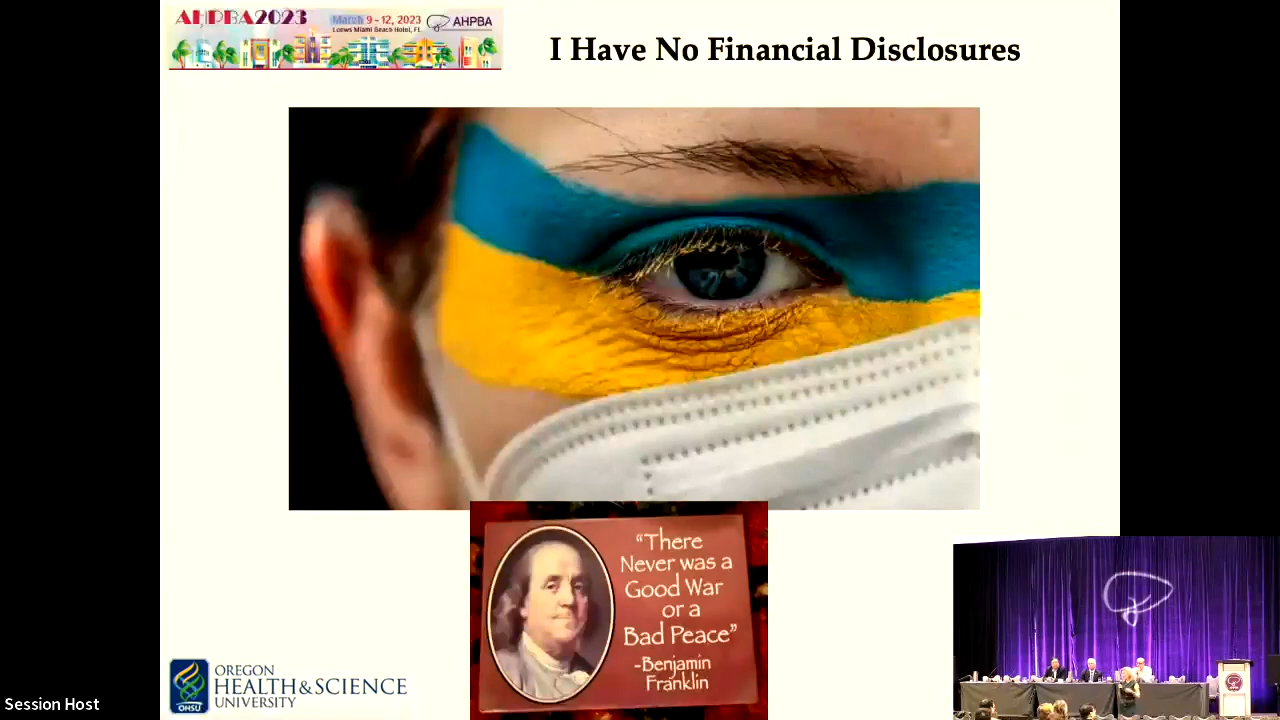 AHPBA2023
March 9 - 12, 2023
Loews Miami Beach Hotel, FL
AHPBA
I Have No Financial Disclosures
“There
Never was a
Good War
or a
Bad Peace”
-Benjamin
Franklin
OHSU
OREGON
HEALTH&SCIENCE
UNIVERSITY
Session Host